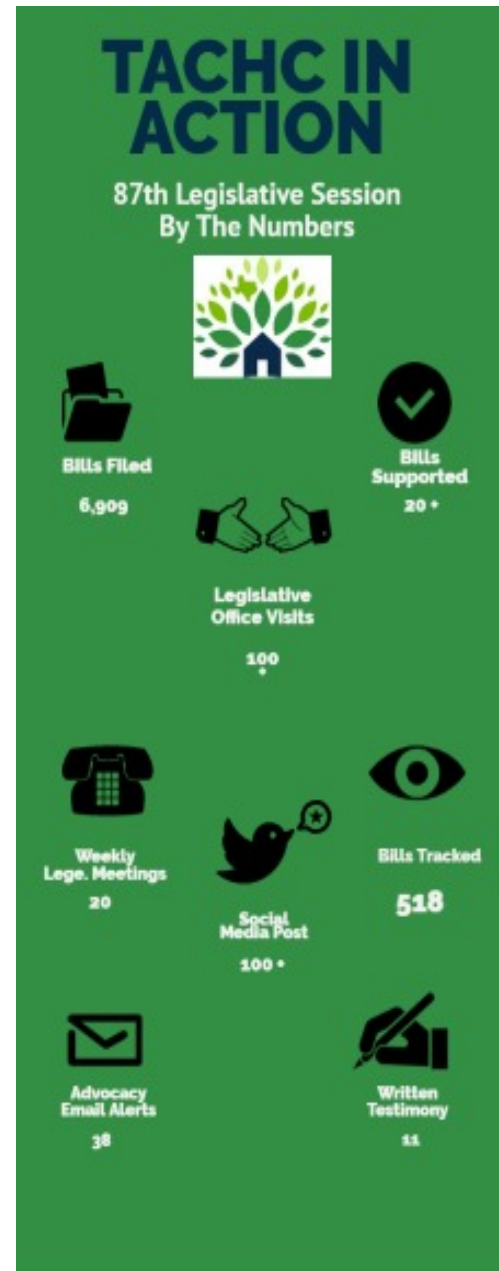 TACHC IN
ACTION
87th Legislative Session
By The Numbers
Bills Filed
6,909
Bills
Supported
20 +
Legislative
Office Visits
100
+
Weekly
Lege. Meetings
20
Social
Media Post
100 +
Bills Tracked
518
Advocacy
Email Alerts
38
Written
Testimony
11